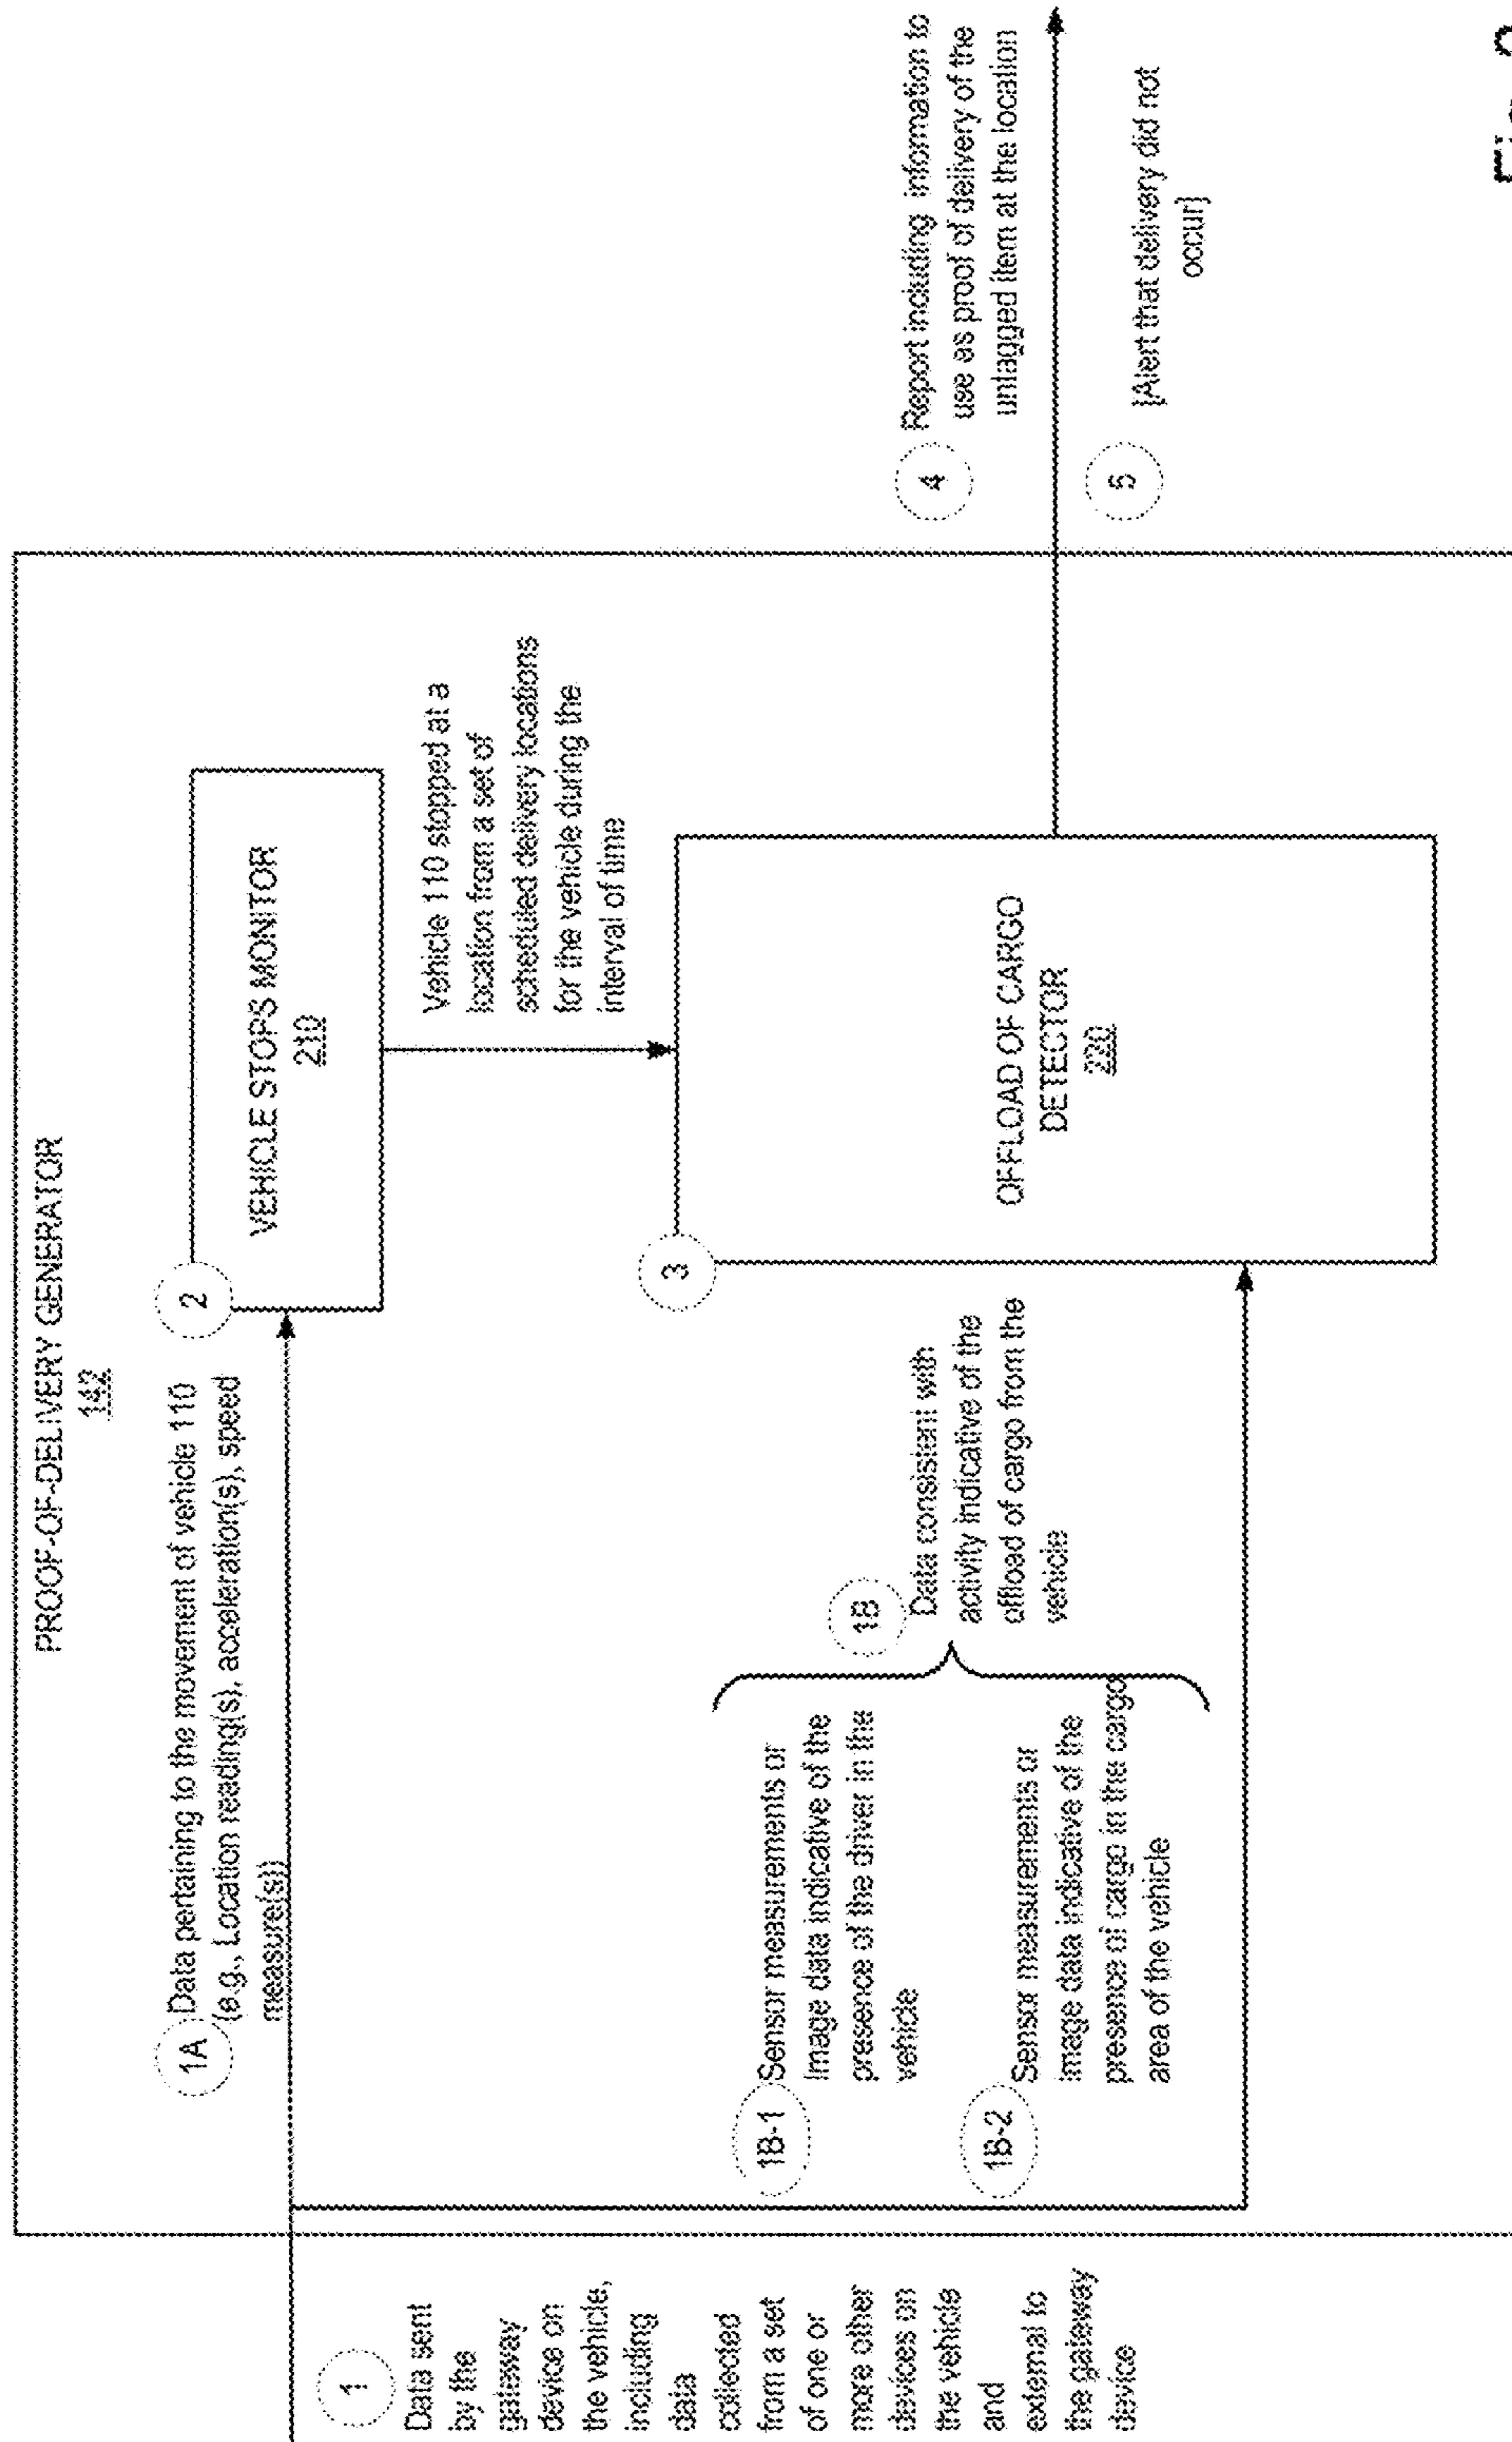 PROOF-OF-DELIVERY GENERATOR
142
1
Data sent
by the
gateway
device on
the vehicle,
including
data
collected
from a set
of one or
more other
devices on
the vehicle
and
external to
the gateway
device
1A
Data pertaining to the movement of vehicle 110
(e.g., Location reading(s), acceleration(s), speed
measure(s))
2
VEHICLE STOPS MONITOR
210
Vehicle 110 stopped at a
location from a set of
scheduled delivery locations
for the vehicle during the
interval of time
1B-1
Sensor measurements or
image data indicative of the
presence of the driver in the
vehicle
1B-2
Sensor measurements or
image data indicative of the
presence of cargo in the cargo
area of the vehicle
1B
Data consistent with
activity indicative of the
offload of cargo from the
vehicle
3
OFFLOAD OF CARGO
DETECTOR
220
4
Report including information to
use as proof of delivery of the
untagged item at the location
5
[Alert that delivery did not
occur]